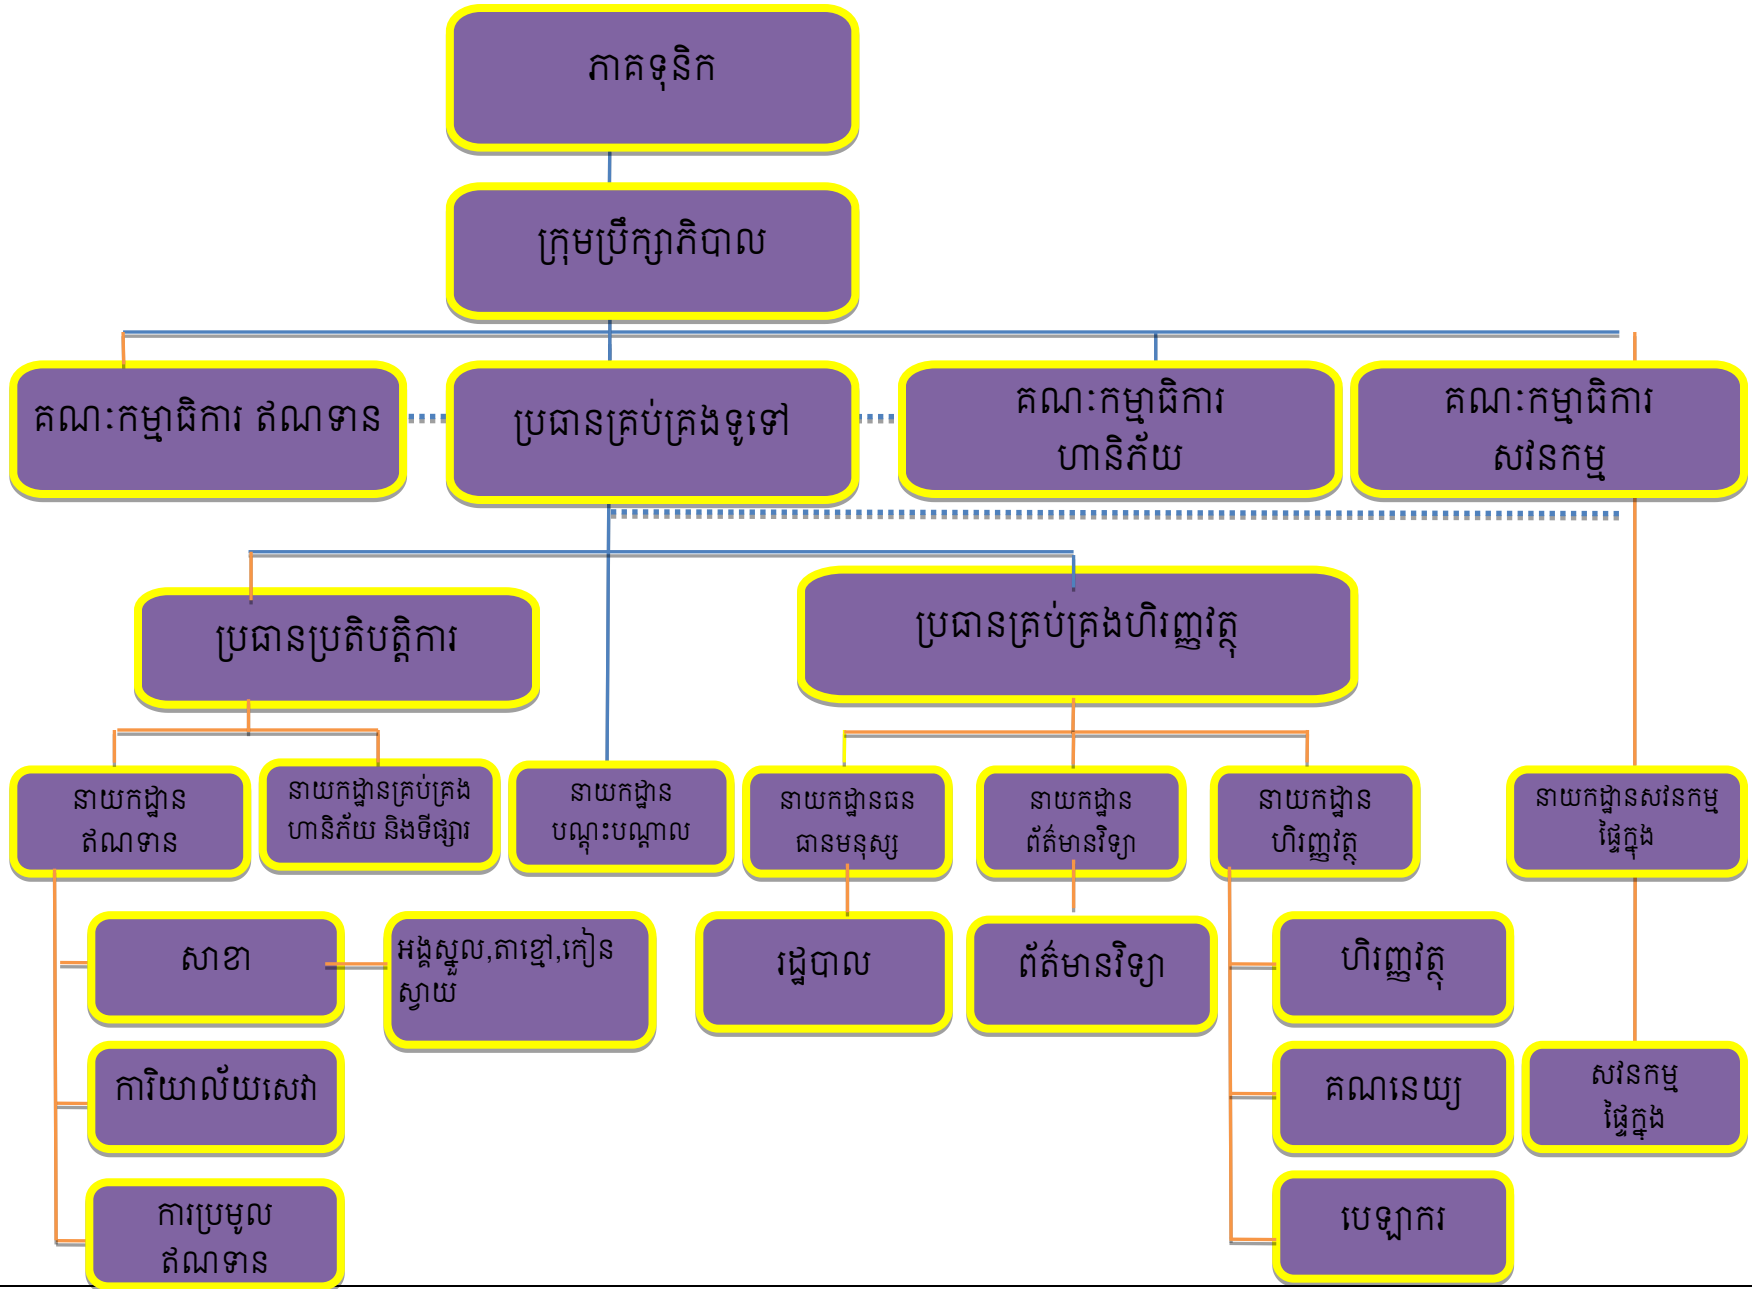 ភាគទុនិក
ក្រុមប្រឹក្សាភិបាល
គណៈកម្មាធិការ ឥណទាន
ប្រធានគ្រប់គ្រងទូទៅ
គណៈកម្មាធិការ
ហានិភ័យ
គណៈកម្មាធិការ
សវនកម្ម
ប្រធានប្រតិបត្តិការ
ប្រធានគ្រប់គ្រងហិរញ្ញវត្ថុ
នាយកដ្ឋាន
ឥណទាន
នាយកដ្ឋានគ្រប់គ្រង
ហានិភ័យ និងទីផ្សារ
នាយកដ្ឋាន
បណ្តុះបណ្តាល
នាយកដ្ឋានធន
ធានមនុស្ស
នាយកដ្ឋាន
ព័ត៌មានវិទ្យា
នាយកដ្ឋាន
ហិរញ្ញវត្ថុ
នាយកដ្ឋានសវនកម្ម
ផ្ទៃក្នុង
សាខា
អង្គស្នួល,តាខ្មៅ,កៀន
ស្វាយ
រដ្ឋបាល
ព័ត៌មានវិទ្យា
ហិរញ្ញវត្ថុ
ការិយាល័យសេវា
គណនេយ្យ
សវនកម្ម
ផ្ទៃក្នុង
ការប្រមូល
ឥណទាន
បេឡាករ